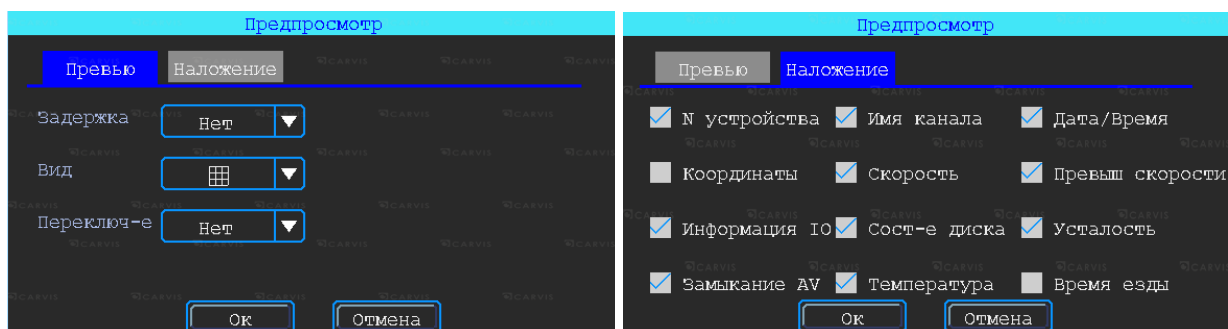 Предпросмотр
Превью Наложение
Задержка Нет
Вид
Переключ-е Нет
Ок Отмена
Предпросмотр
Превью Наложение
N устройства Имя канала Дата/Время
Координаты Скорость Превыш скорости
Информация IO Сост-е диска Усталость
Замыкание AV Температура Время езды
Ок Отмена
CARVIS